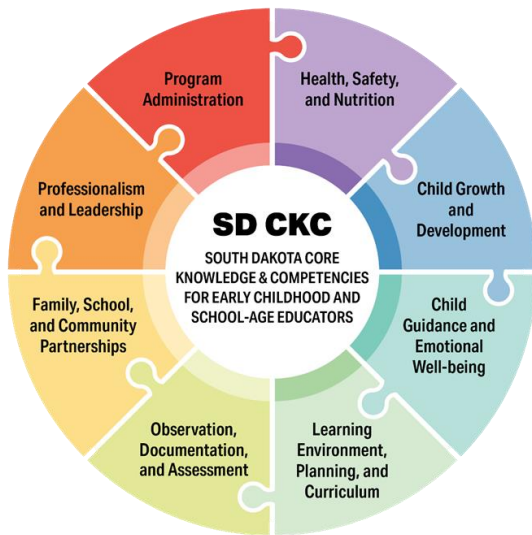 Program
Administration
Health, Safety,
and Nutrition
Professionalism
and Leadership
Child Growth
and
Development
SD CKC
SOUTH DAKOTA CORE
KNOWLEDGE & COMPETENCIES
FOR EARLY CHILDHOOD AND
SCHOOL-AGE EDUCATORS
Family, School,
and Community
Partnerships
Child
Guidance and
Emotional
Well-being
Observation,
Documentation,
and Assessment
Learning
Environment,
Planning, and
Curriculum